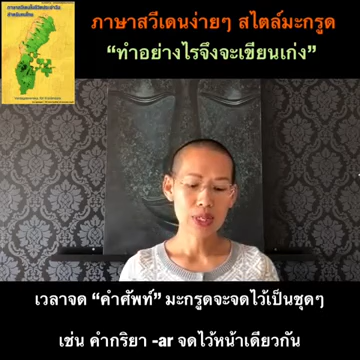 ภาษาสวีเดนง่ายๆ สไตล์มะกรูด
“ทำอย่างไรจึงจะเขียนเก่ง”
เวลาจด “คำศัพท์” มะกรูดจะจดไว้เป็นชุดๆ
เช่น คำกริยา -ar จดไว้หน้าเดียวกัน